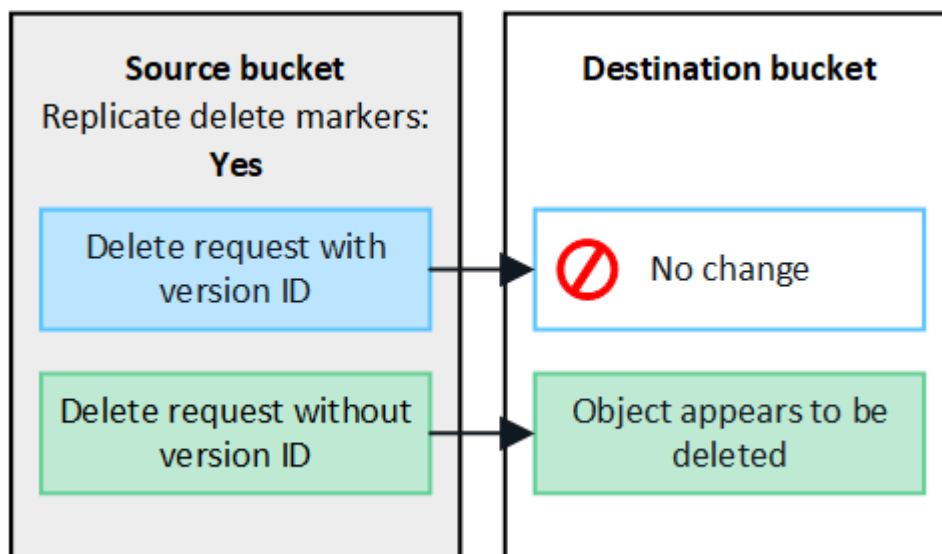 Source bucket
Replicate delete markers:
Yes
Delete request with
version ID
Delete request without
version ID
Destination bucket
No change
Object appears to be
deleted